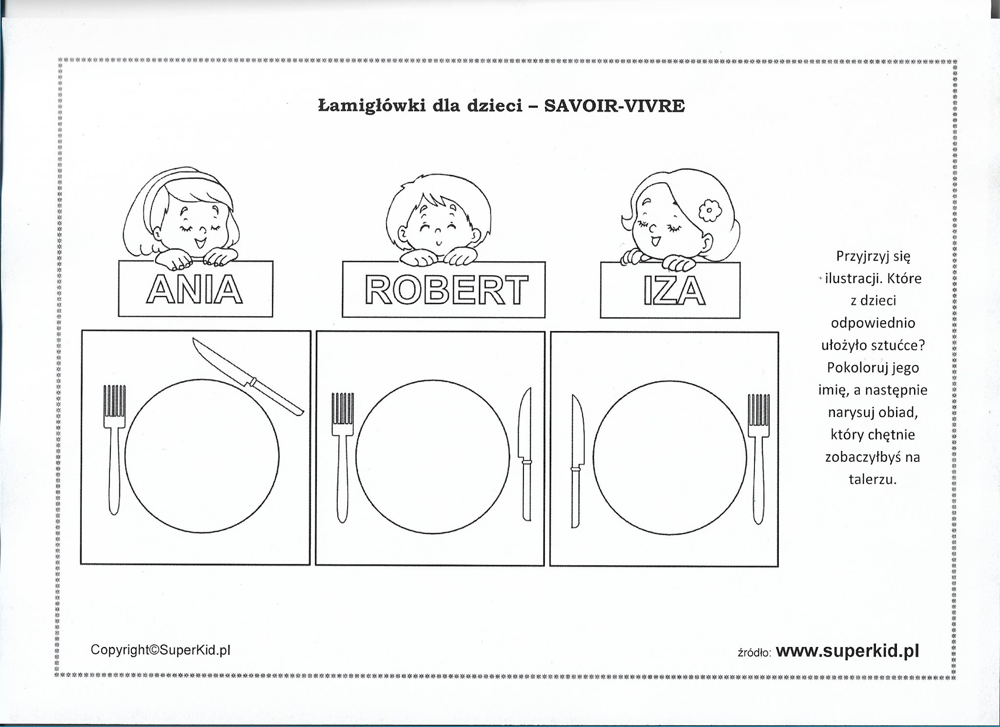 Łamigłówki dla dzieci – SAVOIR-VIVRE
ANIA
ROBERT
IZA
Przyjrzyj się
ilustracji. Które
z dzieci
odpowiednio
ułożyło sztućce?
Pokoloruj jego
imię, a następnie
narysuj obiad,
który chętnie
zobaczyłbyś na
talerzu.
Copyright©SuperKid.pl
źródło: www.superkid.pl